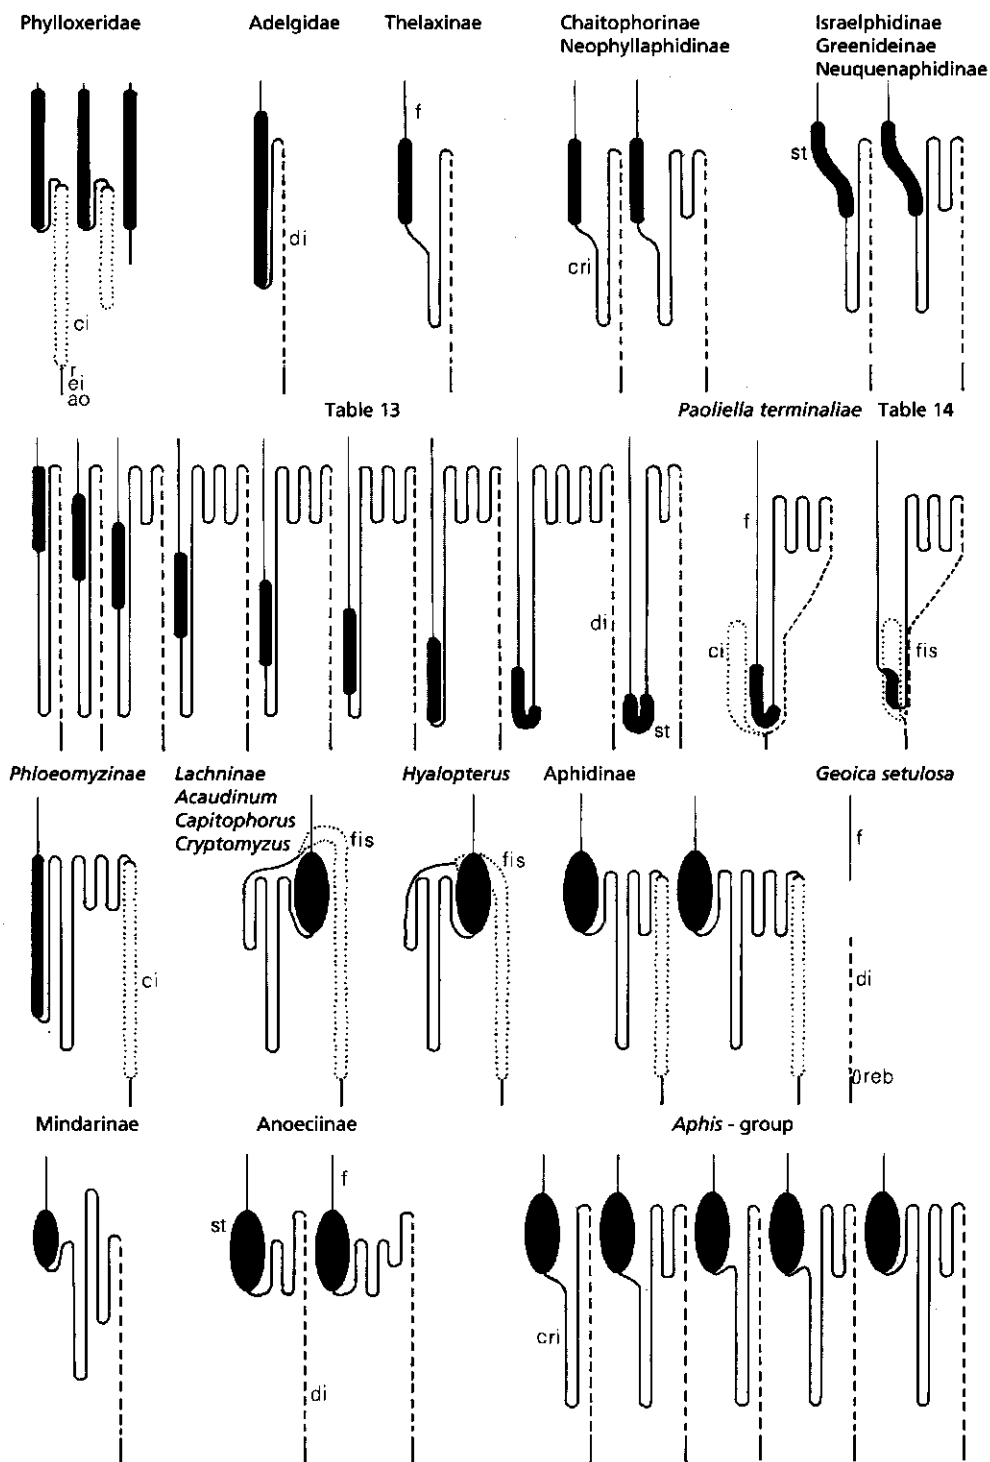 Phylloxeridae
Adelgidae
Thelaxinae
Chaitophorinae
Neophyllaphidinae
Israelphidinae
Greenideinae
Neuquenaphidinae
f
st
di
cri
ci
r
ei
ao
Table 13
Paoliella terminaliae
Table 14
f
di
ci
fis
st
Phloeomyzinae
Lachninae
Acaudinum
Capitophorus
Cryptomyzus
Hyalopterus
Aphidinae
Geoica setulosa
fis
fis
f
ci
di
reb
Mindarinae
Anoeciinae
Aphis - group
f
st
cri
di